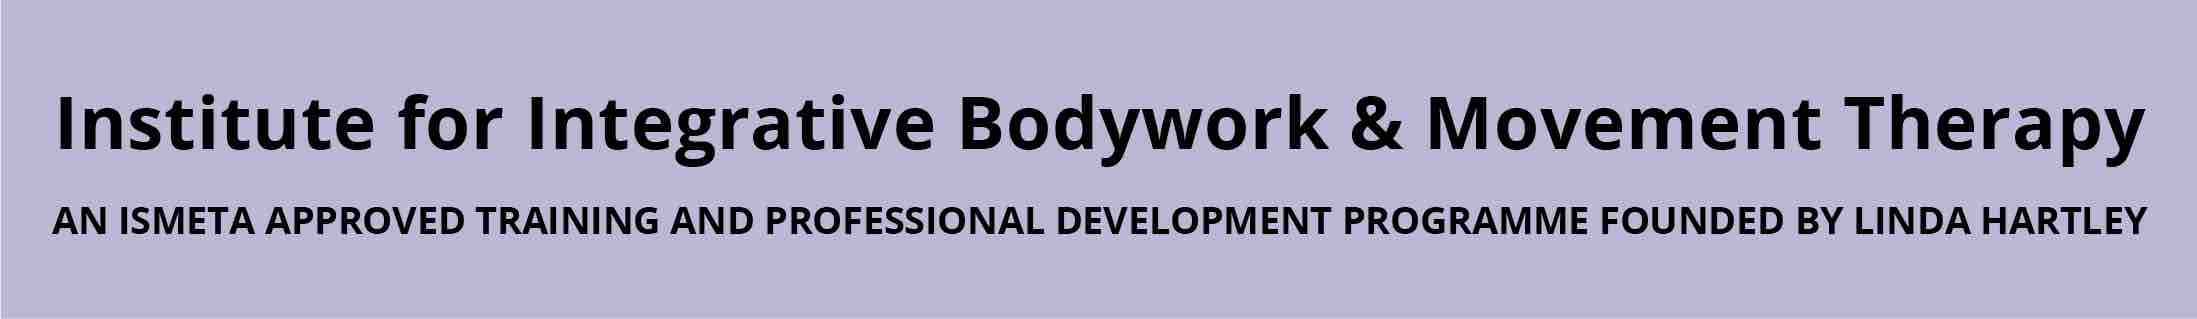 Institute for Integrative Bodywork & Movement Therapy
AN ISMETA APPROVED TRAINING AND PROFESSIONAL DEVELOPMENT PROGRAMME FOUNDED BY LINDA HARTLEY